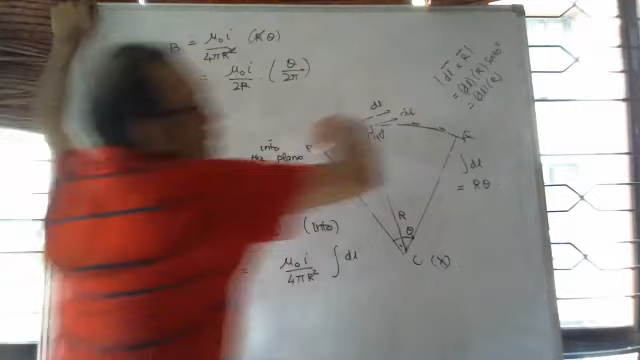 B = μ₀i / 4πR² (Rθ)
= μ₀i / 2R · (θ / 2π)
|dl × R|
= (dl)(R) sin90°
= (dl)(R)
dl
dl
into
the plane
∫dl
= Rθ
R
θ
(into)
C (x)
= μ₀i / 4πR² ∫dl